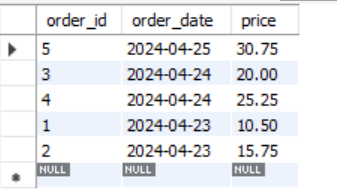 order_id order_date price
5 2024-04-25 30.75
3 2024-04-24 20.00
4 2024-04-24 25.25
1 2024-04-23 10.50
2 2024-04-23 15.75
NULL NULL NULL